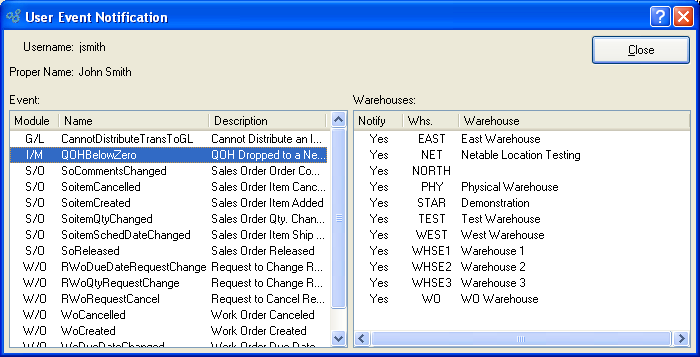 User Event Notification
Username: jsmith
Close
Proper Name: John Smith
Event:
Module Name Description
G/L CannotDistributeTransToGL Cannot Distribute an I...
I/M QOHBelowZero QOH Dropped to a Ne...
S/O SoCommentsChanged Sales Order Order Co...
S/O SoitemCancelled Sales Order Item Canc...
S/O SoitemCreated Sales Order Item Added
S/O SoitemQtyChanged Sales Order Qty. Chan...
S/O SoitemSchedDateChanged Sales Order Item Ship ...
S/O SoReleased Sales Order Released
W/O RWoDueDateRequestChange Request to Change R...
W/O RWoQtyRequestChange Request to Change R...
W/O RWoRequestCancel Request to Cancel Re...
W/O WoCancelled Work Order Canceled
W/O WoCreated Work Order Created
W/O WoDueDateChanged Work Order Due Date...
Warehouses:
Notify Whs. Warehouse
Yes EAST East Warehouse
Yes NET Netable Location Testing
Yes NORTH
Yes PHY Physical Warehouse
Yes STAR Demonstration
Yes TEST Test Warehouse
Yes WEST West Warehouse
Yes WHSE1 Warehouse 1
Yes WHSE2 Warehouse 2
Yes WHSE3 Warehouse 3
Yes WO WO Warehouse